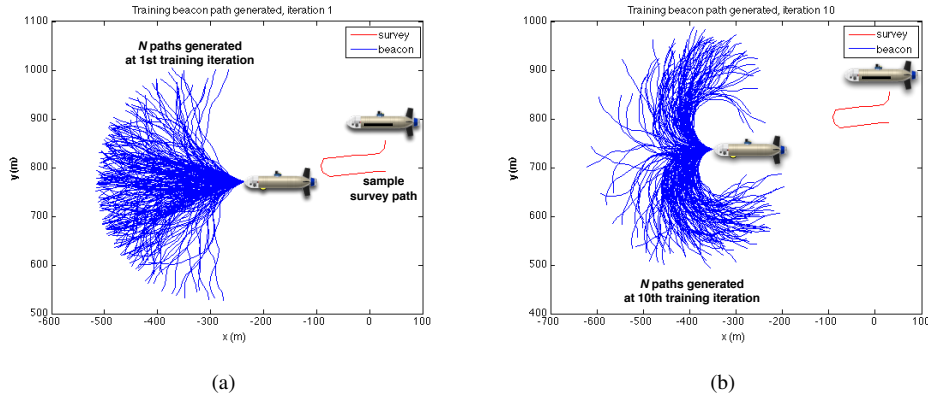 Training beacon path generated, iteration 1
1100
1000
900
800
700
600
500
y (m)
N paths generated
at 1st training iteration
survey
beacon
sample
survey path
-600 -500 -400 -300 -200 -100 0 100
x (m)
(a)
Training beacon path generated, iteration 10
1000
900
800
700
600
500
400
y (m)
survey
beacon
N paths generated
at 10th training iteration
-700 -600 -500 -400 -300 -200 -100 0 100
x (m)
(b)